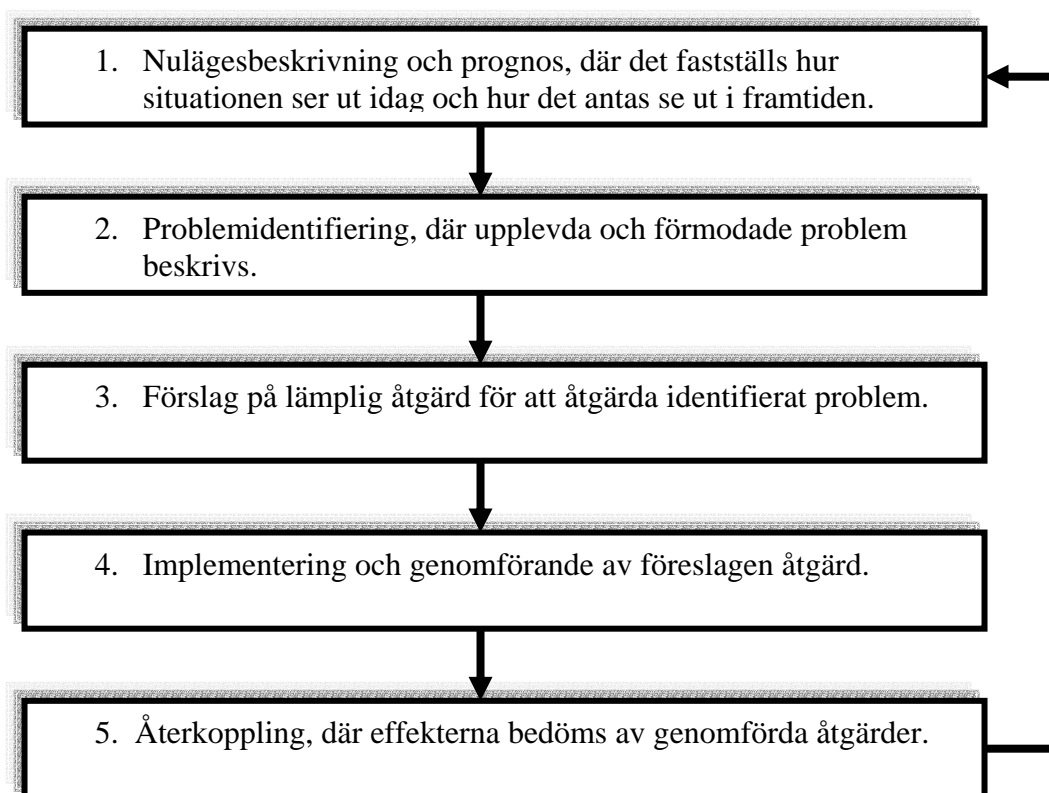 1. Nulägesbeskrivning och prognos, där det fastställs hur
situationen ser ut idag och hur det antas se ut i framtiden.
2. Problemidentifiering, där upplevda och förmodade problem
beskrivs.
3. Förslag på lämplig åtgärd för att åtgärda identifierat problem.
4. Implementering och genomförande av föreslagen åtgärd.
5. Återkoppling, där effekterna bedöms av genomförda åtgärder.